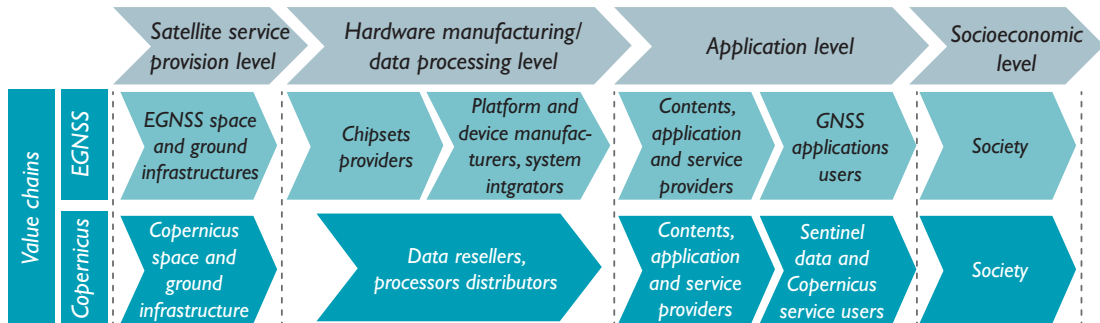 Satellite service
provision level
Hardware manufacturing/
data processing level
Application level
Socioeconomic
level
Value chains
EGNSS
EGNSS space
and ground
infrastructures
Chipsets
providers
Platform and
device manufac-
turers, system
intgrators
Contents,
application
and service
providers
GNSS
applications
users
Society
Copernicus
Copernicus
space and
ground
infrastructure
Data resellers,
processors distributors
Contents,
application
and service
providers
Sentinel
data and
Copernicus
service users
Society